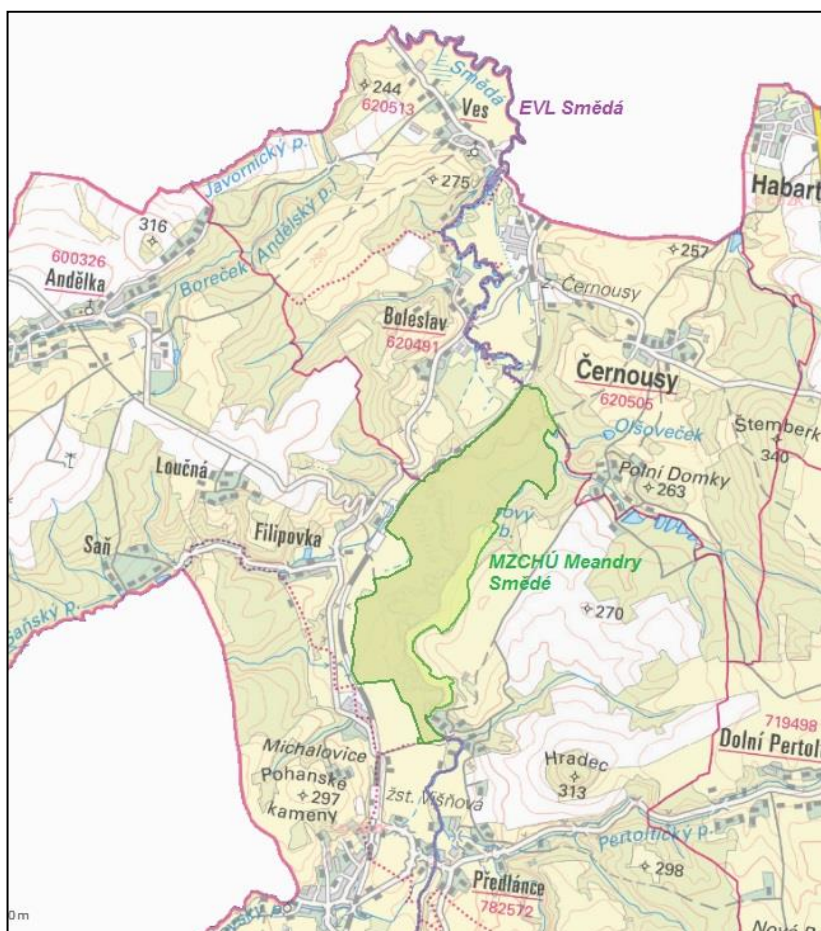 244
620513
Smědá
Ves
EVL Smědá
275
Javornický p.
Habart
316
257
600326
Andělka
Boreček
Andělský p.
z. Černousy
Boleslav
620491
Černousy
620505
Olšoveček
Štemberk
340
Polní Domky
263
Loučná
Filipovka
Saň
Saňský p.
MZCHÚ Meandry
Smědé
270
719498
Dolní Pertol
Michalovice
Pohanské
297
kameny
žst. Višňová
Hradec
313
Pertoltický p.
298
Předlánce
782572
0 m